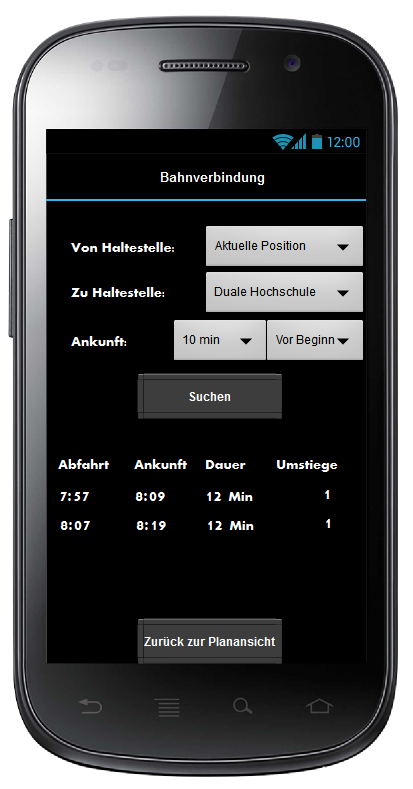 12:00
Bahnverbindung
Von Haltestelle: Aktuelle Position
Zu Haltestelle: Duale Hochschule
Ankunft: 10 min Vor Beginn
Suchen
Abfahrt Ankunft Dauer Umstiege
7:57 8:09 12 Min 1
8:07 8:19 12 Min 1
Zurück zur Planansicht